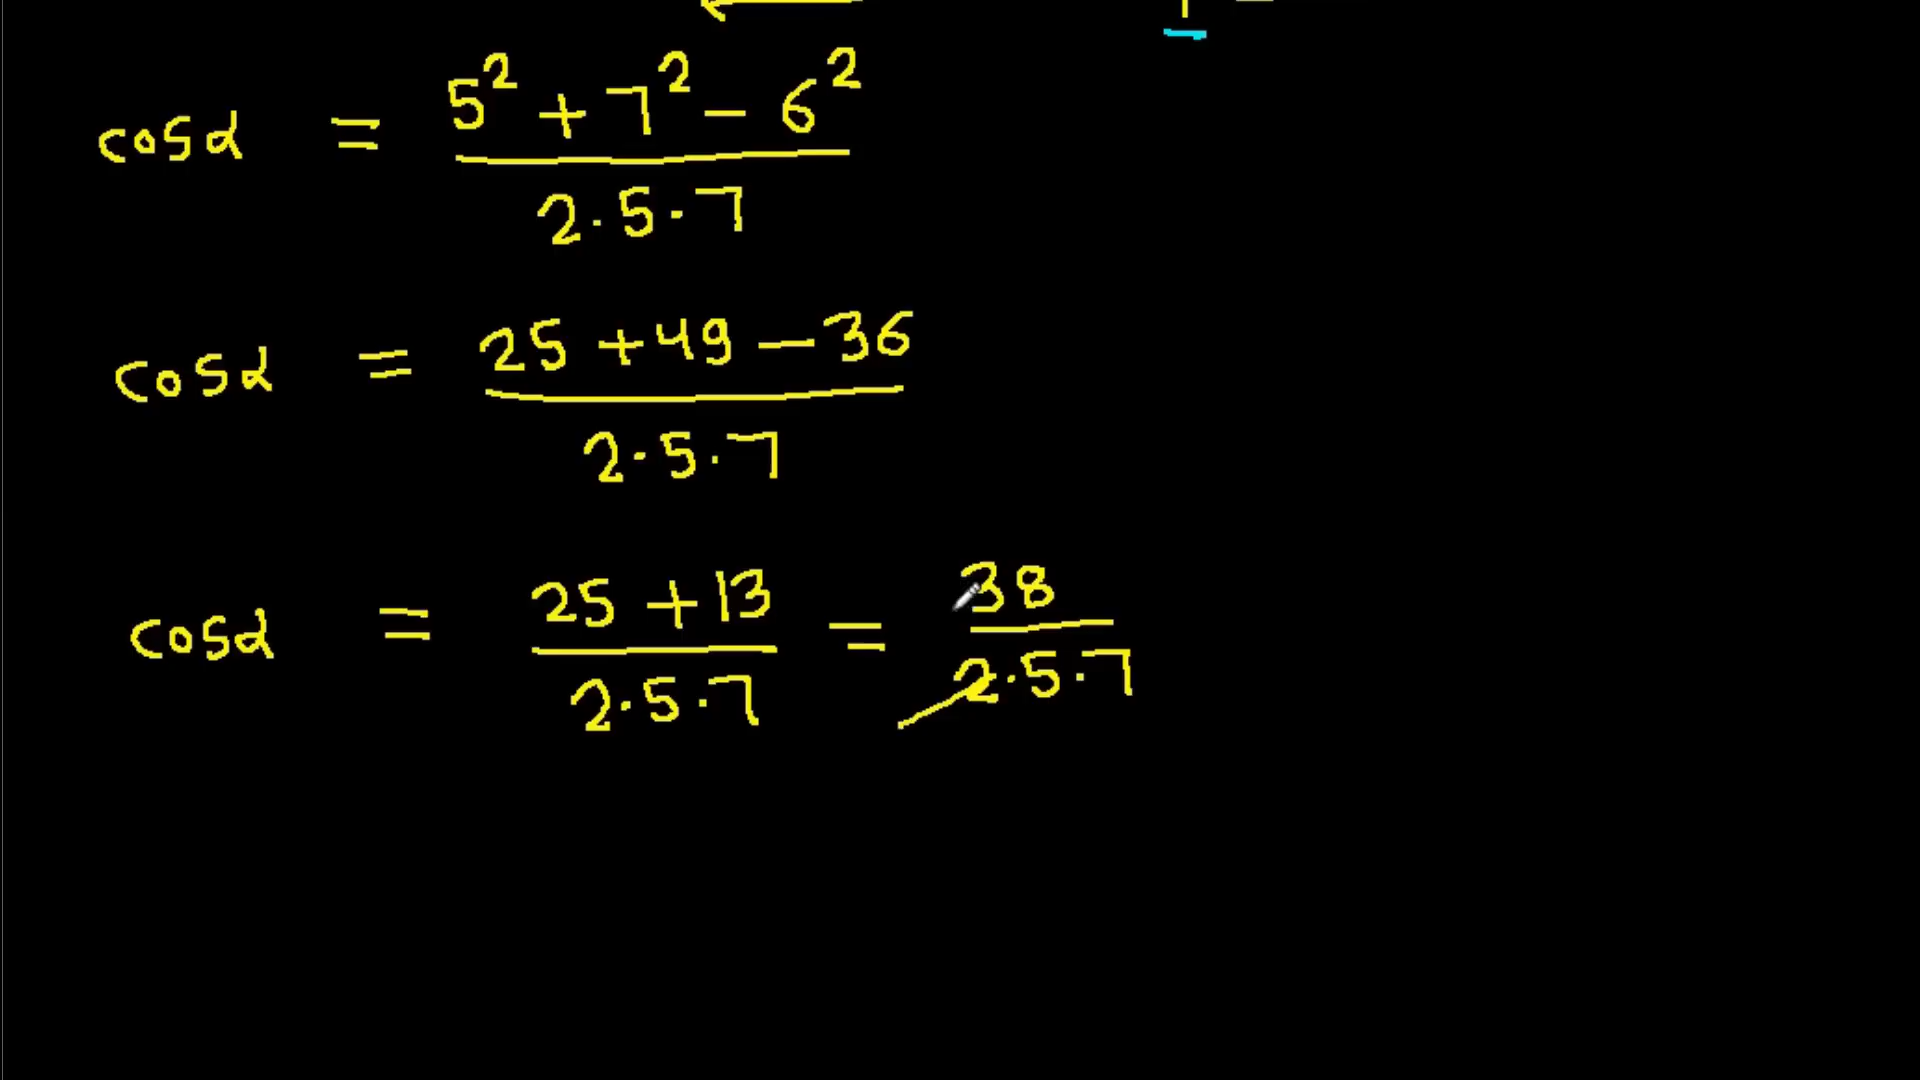 cosα = (5² + 7² − 6²) / (2·5·7)
cosα = (25 + 49 − 36) / (2·5·7)
cosα = (25 + 13) / (2·5·7) = 38 / (2·5·7)